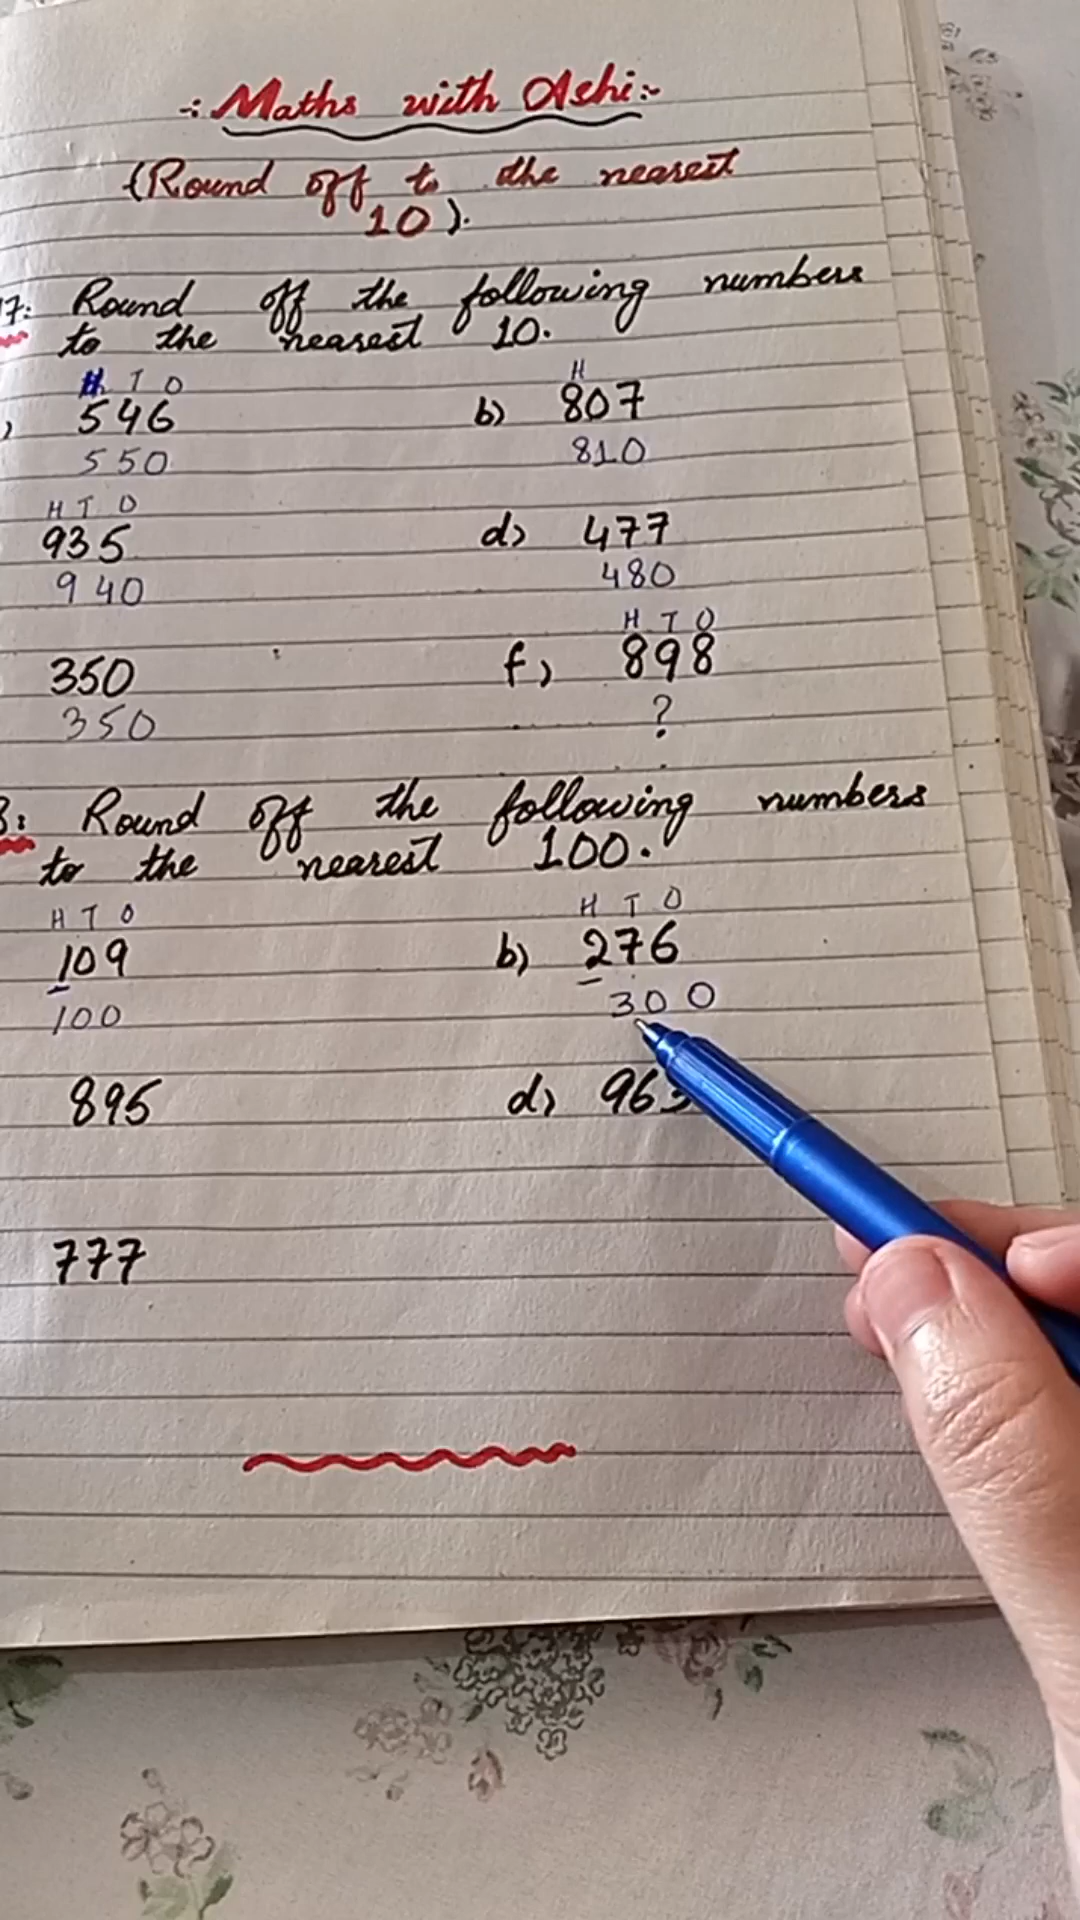 -: Maths with Ashi:-
(Round off to the nearest
10).
7: Round off the following numbers
to the nearest 10.
H T O
H
546
b) 807
550
810
H T O
935
d) 477
940
480
H T O
350
f) 898
350
?
8: Round off the following numbers
to the nearest 100.
H T O
H T O
109
b) 276
100
300
895
d) 963
777